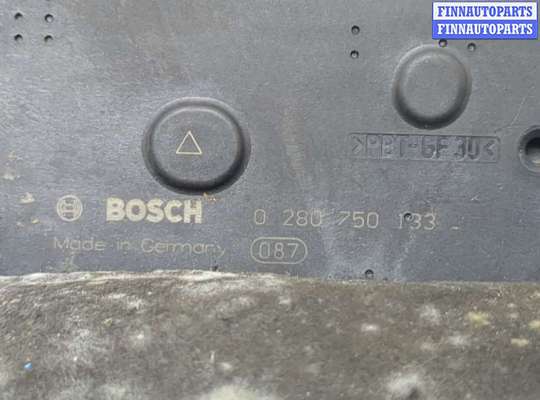 FINNAUTOPARTS
FINNAUTOPARTS
>PBT-GF30<
BOSCH 0 280 750 133
Made in Germany 087